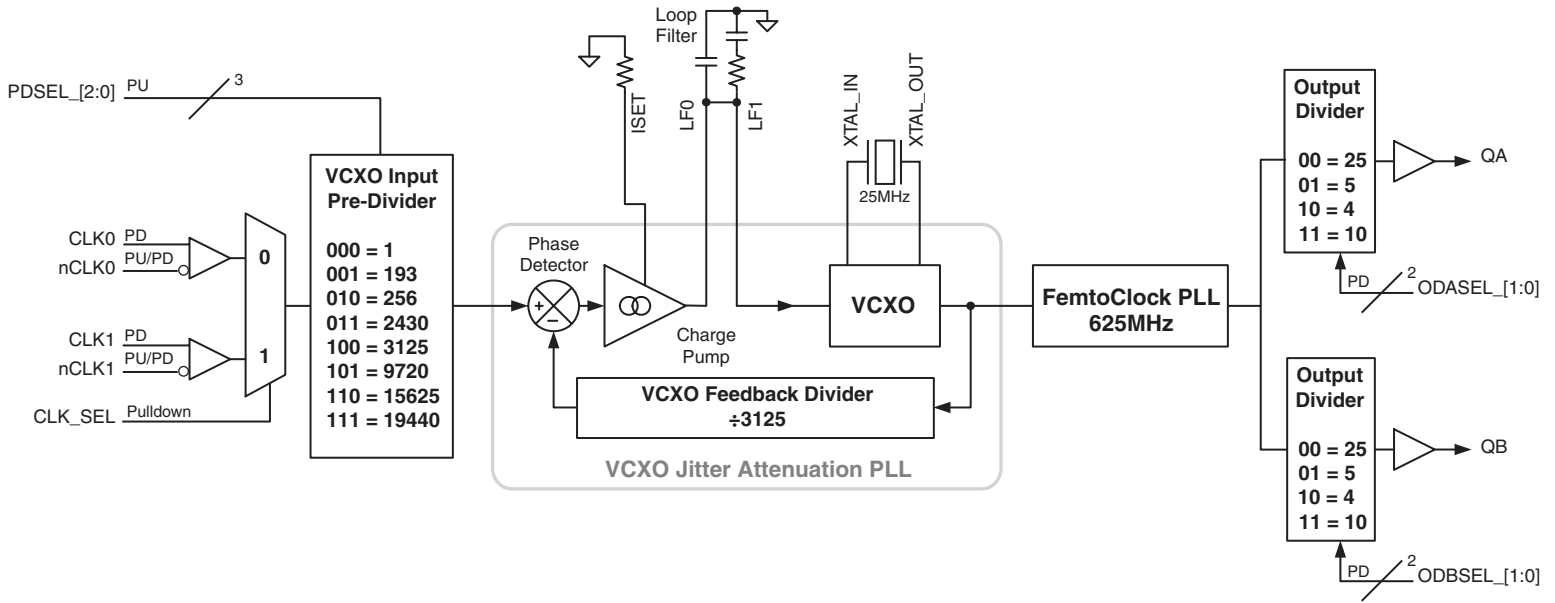 PDSEL_[2:0] PU 3
VCXO Input
Pre-Divider
000 = 1
001 = 193
010 = 256
011 = 2430
100 = 3125
101 = 9720
110 = 15625
111 = 19440
CLK0 PD
nCLK0 PU/PD
0
CLK1 PD
nCLK1 PU/PD
1
CLK_SEL Pulldown
Loop
Filter
ISET
LF0
LF1
XTAL_IN
XTAL_OUT
25MHz
Phase
Detector
+
–
Charge
Pump
VCXO
VCXO Feedback Divider
÷3125
VCXO Jitter Attenuation PLL
FemtoClock PLL
625MHz
Output
Divider
00 = 25
01 = 5
10 = 4
11 = 10
QA
PD 2 ODASEL_[1:0]
Output
Divider
00 = 25
01 = 5
10 = 4
11 = 10
QB
PD 2 ODBSEL_[1:0]